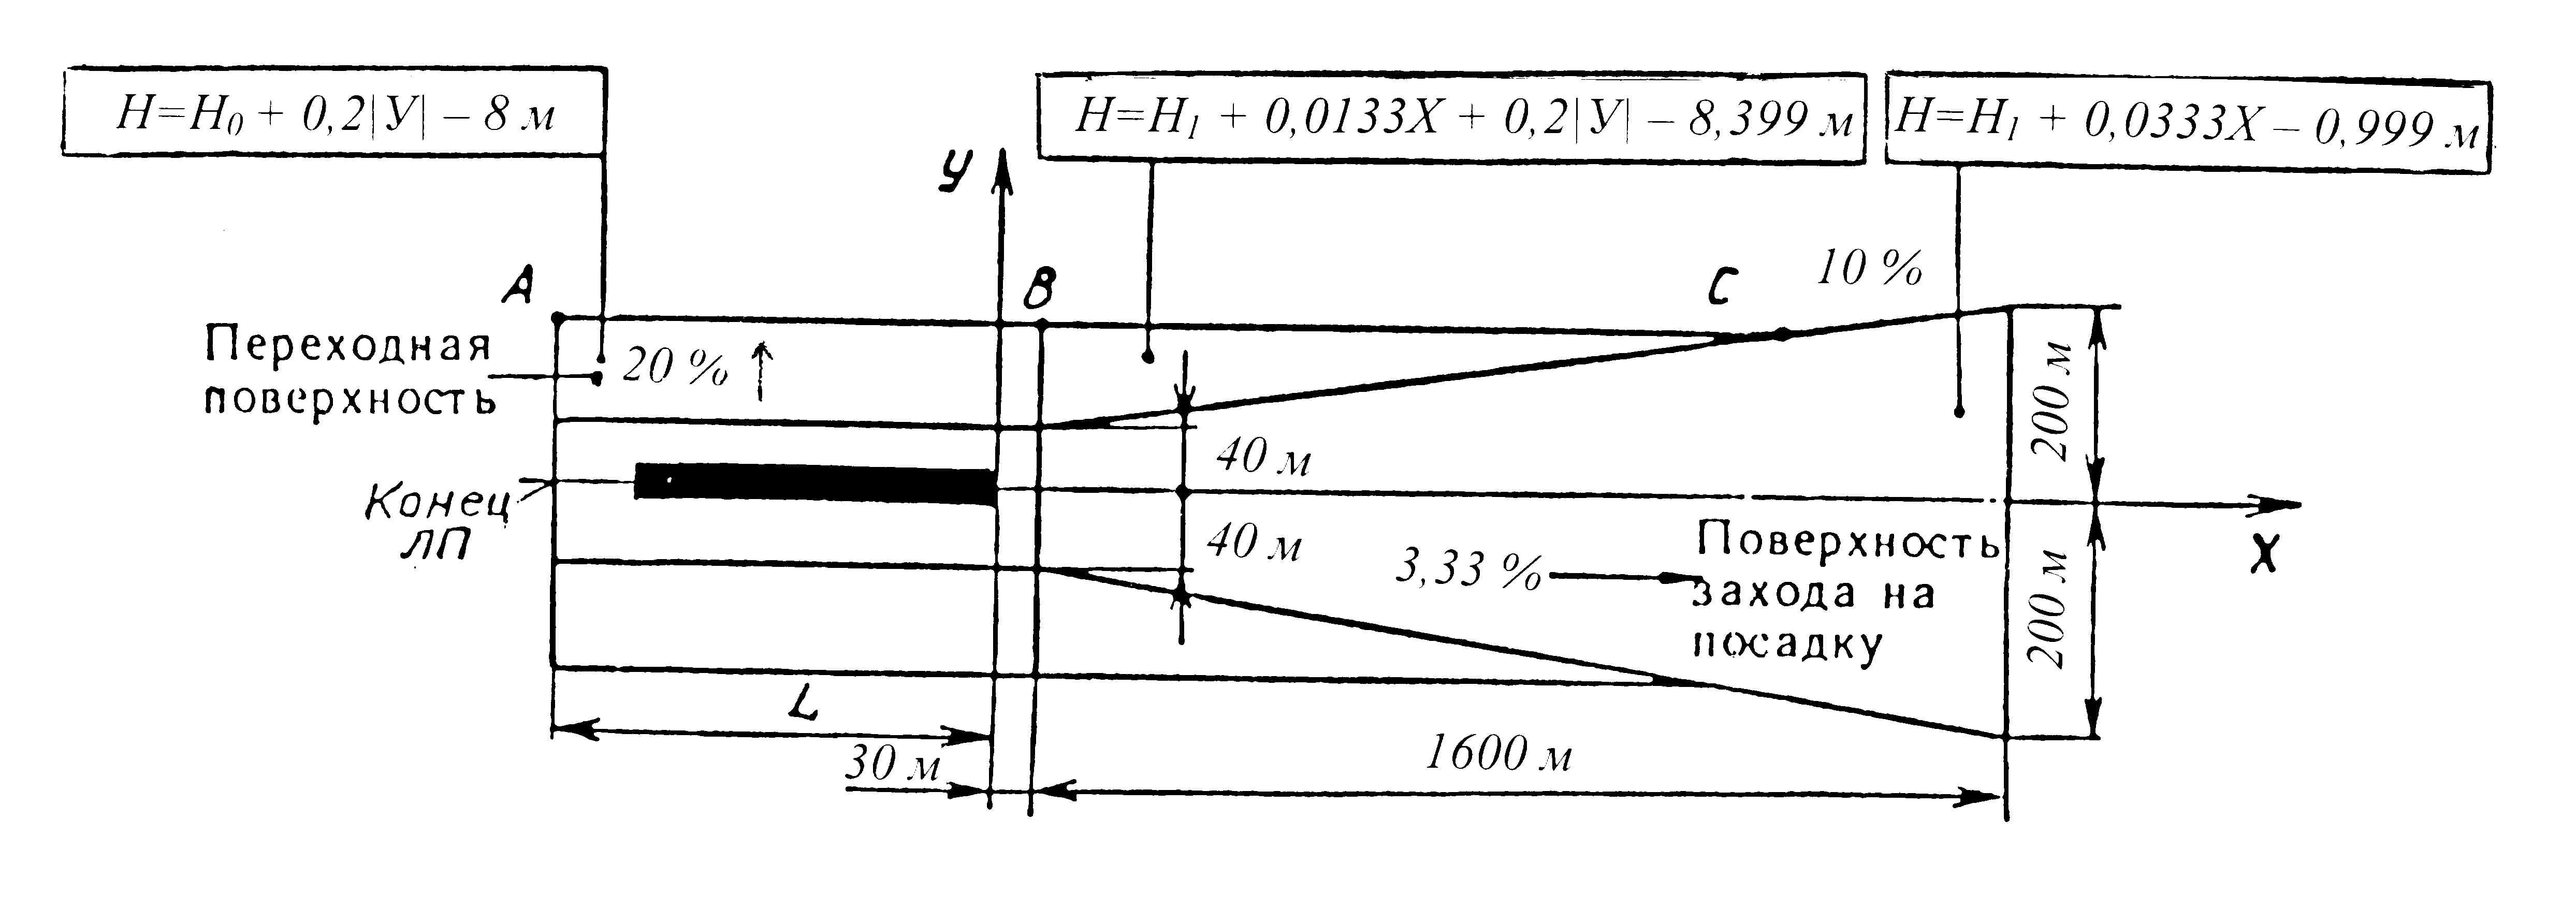 H=H₀ + 0,2|У| – 8 м
H=H₁ + 0,0133X + 0,2|У| – 8,399 м
H=H₁ + 0,0333X – 0,999 м
У
A
B
C
10 %
Переходная
поверхность
20 %
200 м
40 м
Конец
ЛП
40 м
3,33 %
Поверхность
захода на
посадку
X
200 м
L
30 м
1600 м